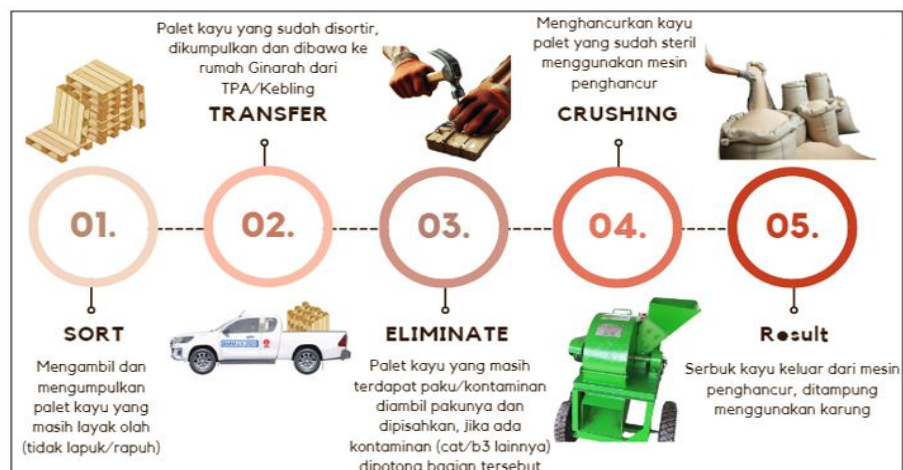 Palet kayu yang sudah disortir,
dikumpulkan dan dibawa ke
rumah Ginarah dari
TPA/Kebling
TRANSFER
Menghancurkan kayu
palet yang sudah steril
menggunakan mesin
penghancur
CRUSHING
01.
02.
03.
04.
05.
SORT
Mengambil dan
mengumpulkan
palet kayu yang
masih layak olah
(tidak lapuk/rapuh)
ELIMINATE
Palet kayu yang masih
terdapat paku/kontaminan
diambil pakunya dan
dipisahkan, jika ada
kontaminan (cat/b3 lainnya)
dipotong bagian tersebut
Result
Serbuk kayu keluar dari mesin
penghancur, ditampung
menggunakan karung